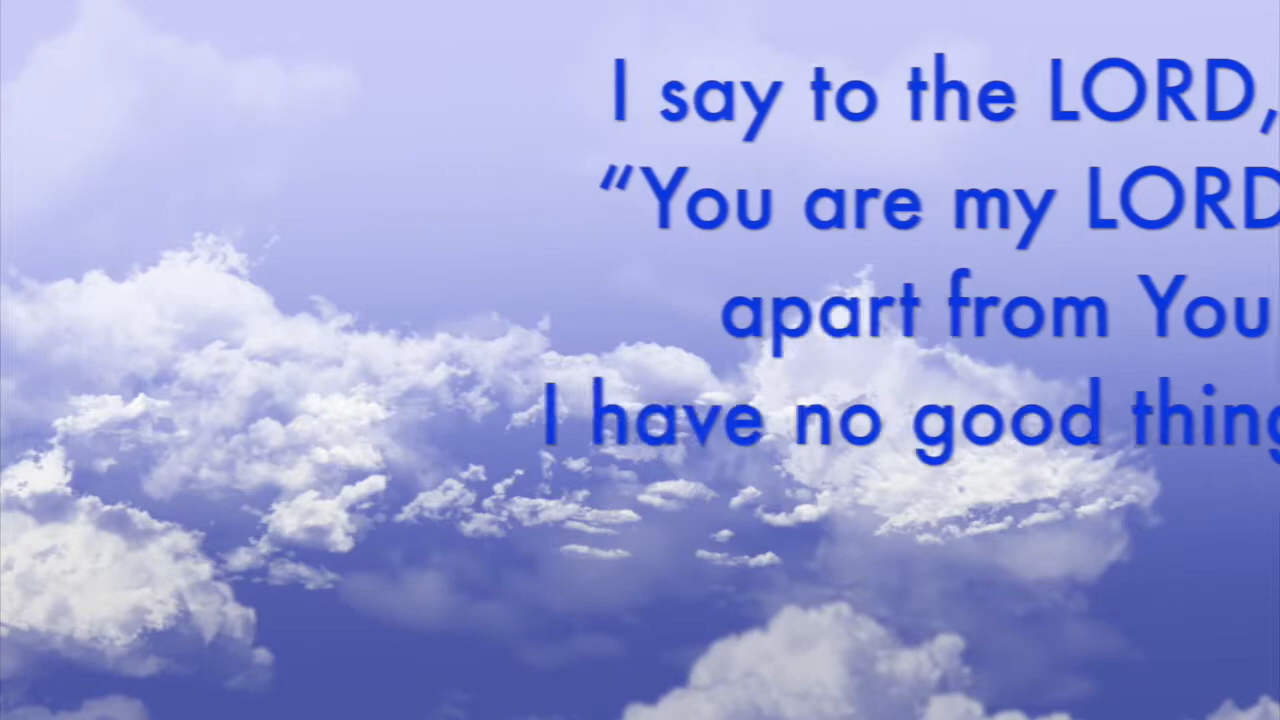 I say to the LORD,
“You are my LORD
apart from You
I have no good thing